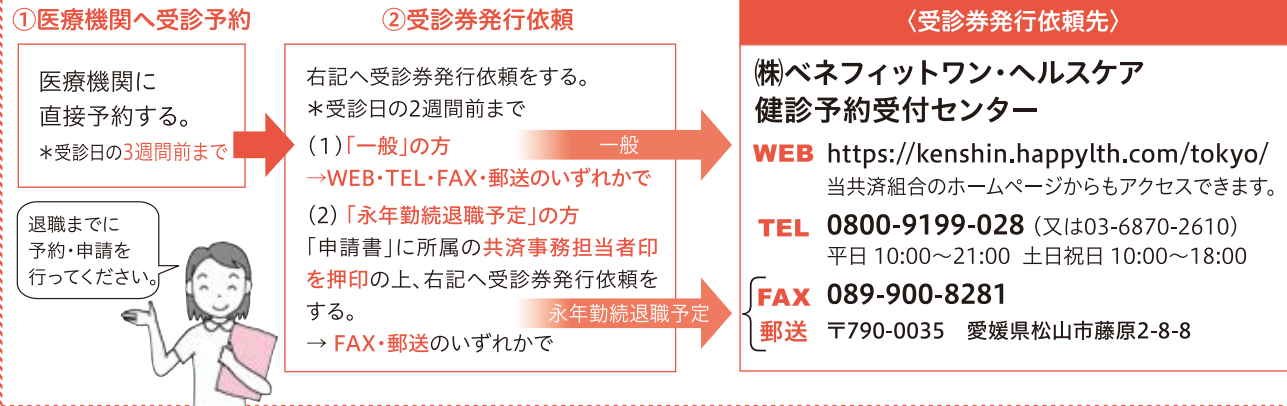 ①医療機関へ受診予約
医療機関に
直接予約する。
＊受診日の3週間前まで
退職までに
予約・申請を
行ってください。
②受診券発行依頼
右記へ受診券発行依頼をする。
＊受診日の2週間前まで
(1)「一般」の方
→WEB・TEL・FAX・郵送のいずれかで
(2)「永年勤続退職予定」の方
「申請書」に所属の共済事務担当者印
を押印の上、右記へ受診券発行依頼を
する。
→ FAX・郵送のいずれかで
一般
永年勤続退職予定
〈受診券発行依頼先〉
㈱ベネフィットワン・ヘルスケア
健診予約受付センター
WEB https://kenshin.happylth.com/tokyo/
当共済組合のホームページからもアクセスできます。
TEL 0800-9199-028（又は03-6870-2610）
平日 10:00～21:00 土日祝日 10:00～18:00
FAX 089-900-8281
郵送 〒790-0035 愛媛県松山市藤原2-8-8